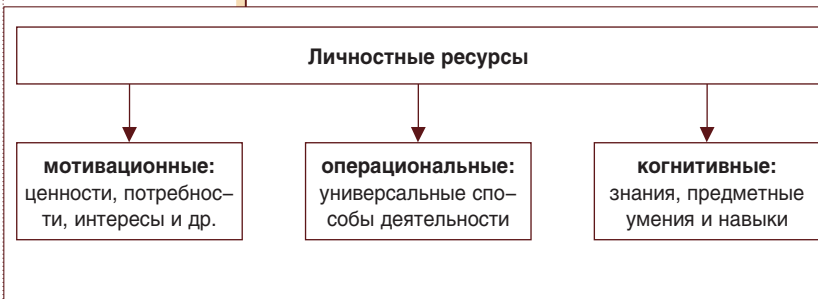 Личностные ресурсы
мотивационные:
ценности, потребнос–
ти, интересы и др.
операциональные:
универсальные спо–
собы деятельности
когнитивные:
знания, предметные
умения и навыки